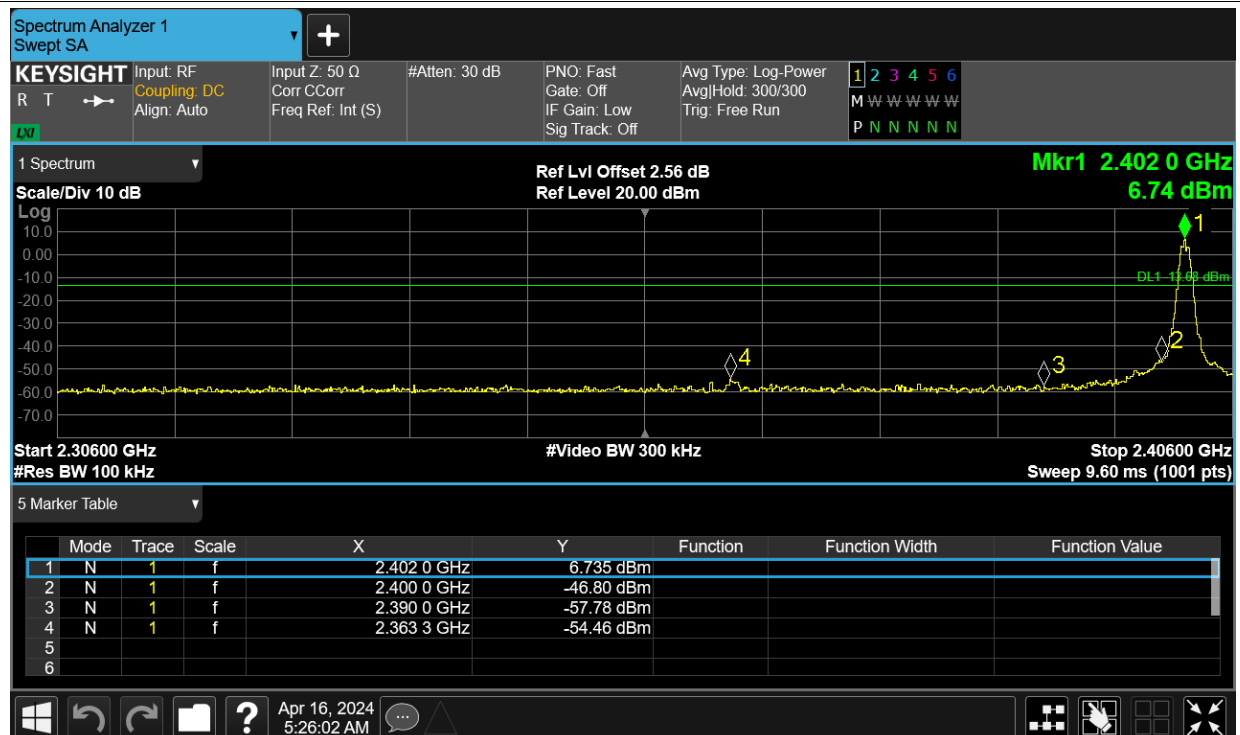 Spectrum Analyzer 1
Swept SA
KEYSIGHT
R T
LXI
Input: RF
Coupling: DC
Align: Auto
Input Z: 50 Ω
Corr CCorr
Freq Ref: Int (S)
#Atten: 30 dB
PNO: Fast
Gate: Off
IF Gain: Low
Sig Track: Off
Avg Type: Log-Power
Avg|Hold: 300/300
Trig: Free Run
1 2 3 4 5 6
M W W W W W
P N N N N N
1 Spectrum
Scale/Div 10 dB
Ref Lvl Offset 2.56 dB
Ref Level 20.00 dBm
Mkr1 2.402 0 GHz
6.74 dBm
Log
10.0
0.00
-10.0
-20.0
-30.0
-40.0
-50.0
-60.0
-70.0
1
2
3
4
Start 2.30600 GHz
#Res BW 100 kHz
#Video BW 300 kHz
Stop 2.40600 GHz
Sweep 9.60 ms (1001 pts)
5 Marker Table
Mode Trace Scale X Y Function Function Width Function Value
1 N 1 f 2.402 0 GHz 6.735 dBm
2 N 1 f 2.400 0 GHz -46.80 dBm
3 N 1 f 2.390 0 GHz -57.78 dBm
4 N 1 f 2.363 3 GHz -54.46 dBm
5
6
?
Apr 16, 2024
5:26:02 AM